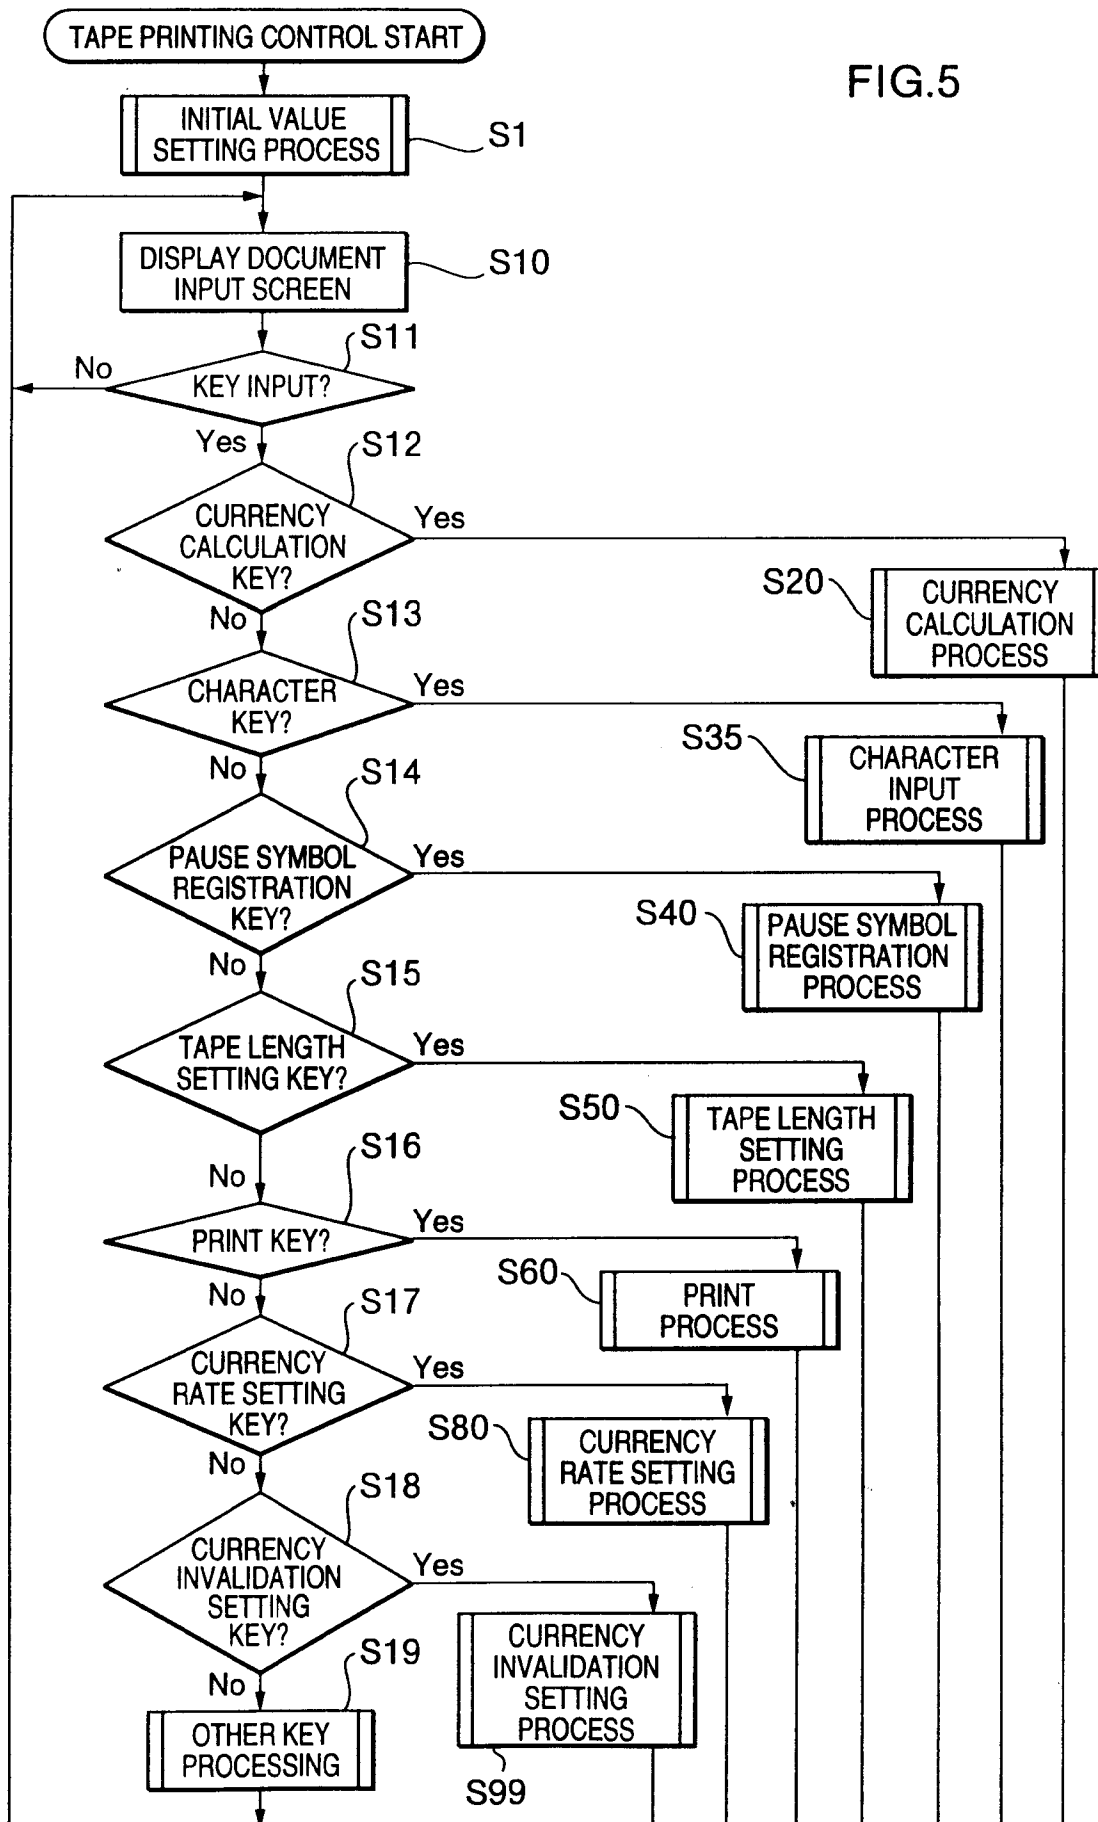 TAPE PRINTING CONTROL START
FIG.5
INITIAL VALUE
SETTING PROCESS
S1
DISPLAY DOCUMENT
INPUT SCREEN
S10
S11
No
KEY INPUT?
Yes
S12
CURRENCY
CALCULATION
KEY?
Yes
S20
CURRENCY
CALCULATION
PROCESS
No
S13
CHARACTER
KEY?
Yes
S35
CHARACTER
INPUT
PROCESS
No
S14
PAUSE SYMBOL
REGISTRATION
KEY?
Yes
S40
PAUSE SYMBOL
REGISTRATION
PROCESS
No
S15
TAPE LENGTH
SETTING KEY?
Yes
S50
TAPE LENGTH
SETTING
PROCESS
No
S16
PRINT KEY?
Yes
S60
PRINT
PROCESS
No
S17
CURRENCY
RATE SETTING
KEY?
Yes
S80
CURRENCY
RATE SETTING
PROCESS
No
S18
CURRENCY
INVALIDATION
SETTING
KEY?
Yes
CURRENCY
INVALIDATION
SETTING
PROCESS
S99
No
S19
OTHER KEY
PROCESSING